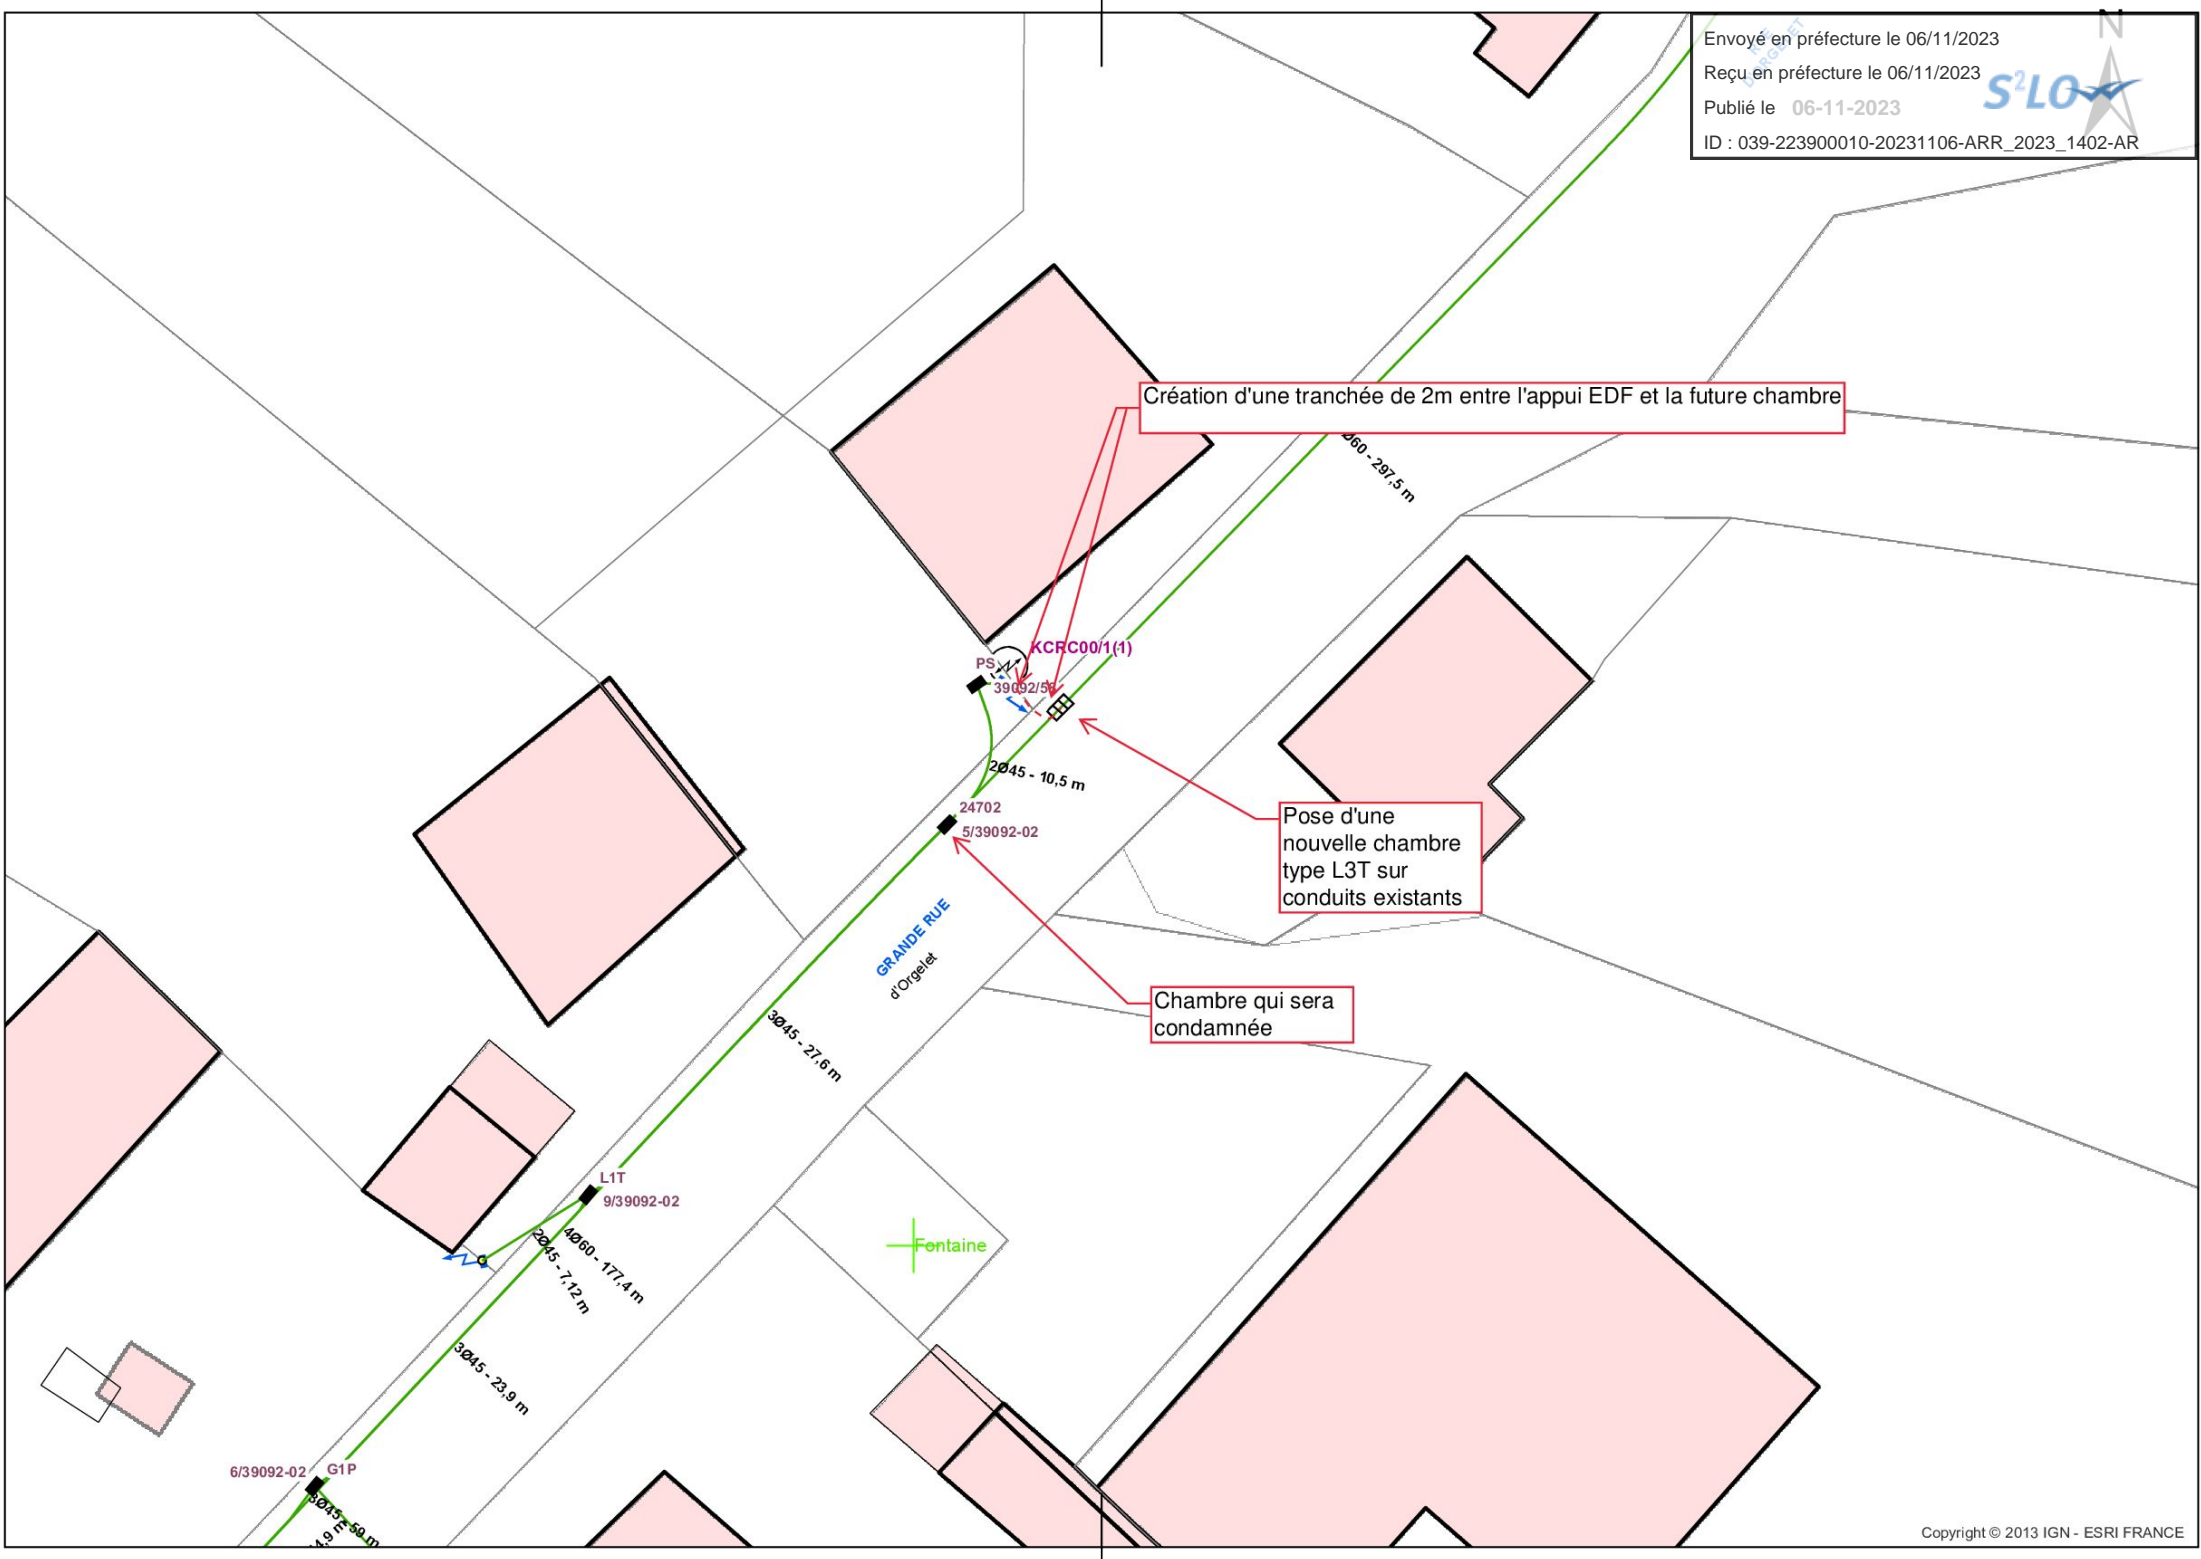 N
Envoyé en préfecture le 06/11/2023
Reçu en préfecture le 06/11/2023
Publié le 06-11-2023
S²LO
ID : 039-223900010-20231106-ARR_2023_1402-AR
Création d'une tranchée de 2m entre l'appui EDF et la future chambre
Ø60 - 297,5 m
KCRC00/1(1)
PS
39092/5
2Ø45 - 10,5 m
24702
5/39092-02
Pose d'une
nouvelle chambre
type L3T sur
conduits existants
GRANDE RUE
d'Orgelet
Chambre qui sera
condamnée
3Ø45 - 27,6 m
L1T
9/39092-02
4Ø60 - 177,4 m
2Ø45 - 7,12 m
Fontaine
3Ø45 - 23,9 m
6/39092-02
G1P
3Ø45 - 59 m
4,9 m
Copyright © 2013 IGN - ESRI FRANCE